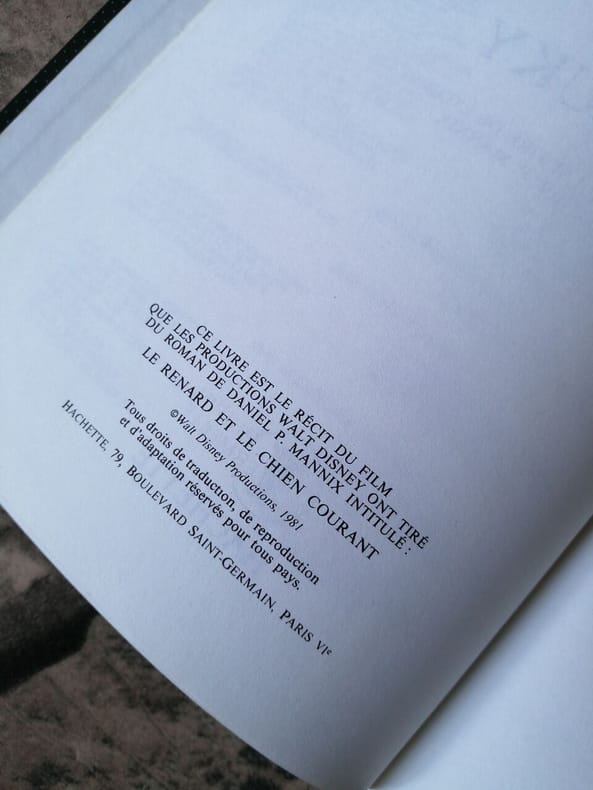 CE LIVRE EST LE RÉCIT DU FILM
QUE LES PRODUCTIONS WALT DISNEY ONT TIRÉ
DU ROMAN DE DANIEL P. MANNIX INTITULÉ :
LE RENARD ET LE CHIEN COURANT
©Walt Disney Productions, 1981
Tous droits de traduction, de reproduction
et d'adaptation réservés pour tous pays.
HACHETTE, 79, BOULEVARD SAINT-GERMAIN, PARIS VIe